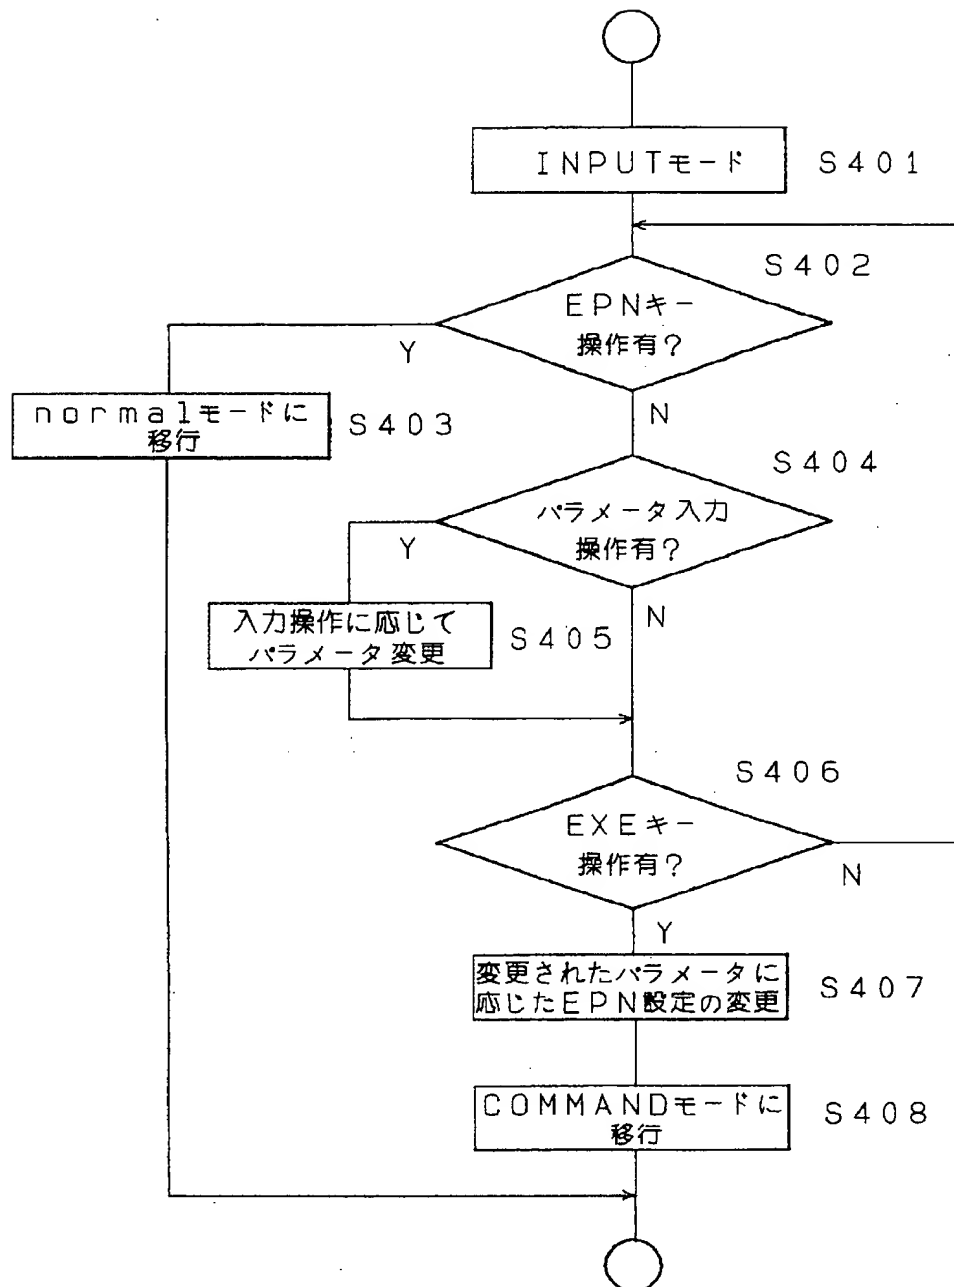 INPUTモード
S401
S402
EPNキー
操作有?
Y
N
normalモードに
移行
S403
S404
パラメータ入力
操作有?
Y
N
入力操作に応じて
パラメータ変更
S405
S406
EXEキー
操作有?
N
Y
変更されたパラメータに
応じたEPN設定の変更
S407
COMMANDモードに
移行
S408